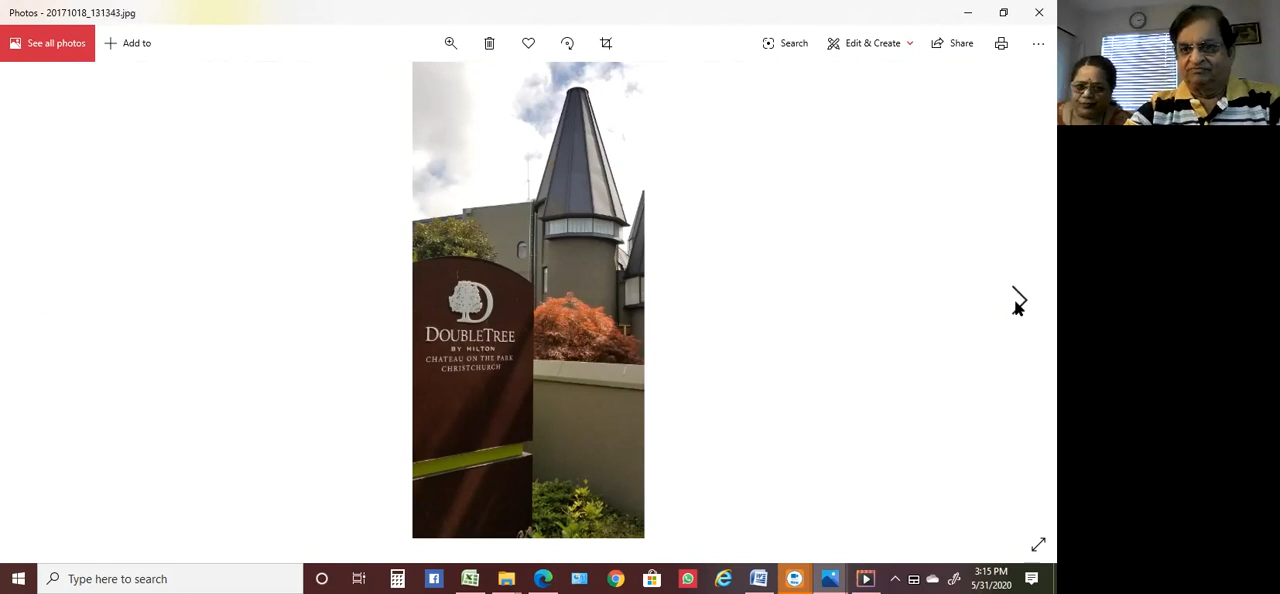 Photos - 20171018_131343.jpg
See all photos
Add to
Search
Edit & Create
Share
D
DOUBLETREE
BY HILTON
CHATEAU ON THE PARK
CHRISTCHURCH
Type here to search
3:15 PM
5/31/2020